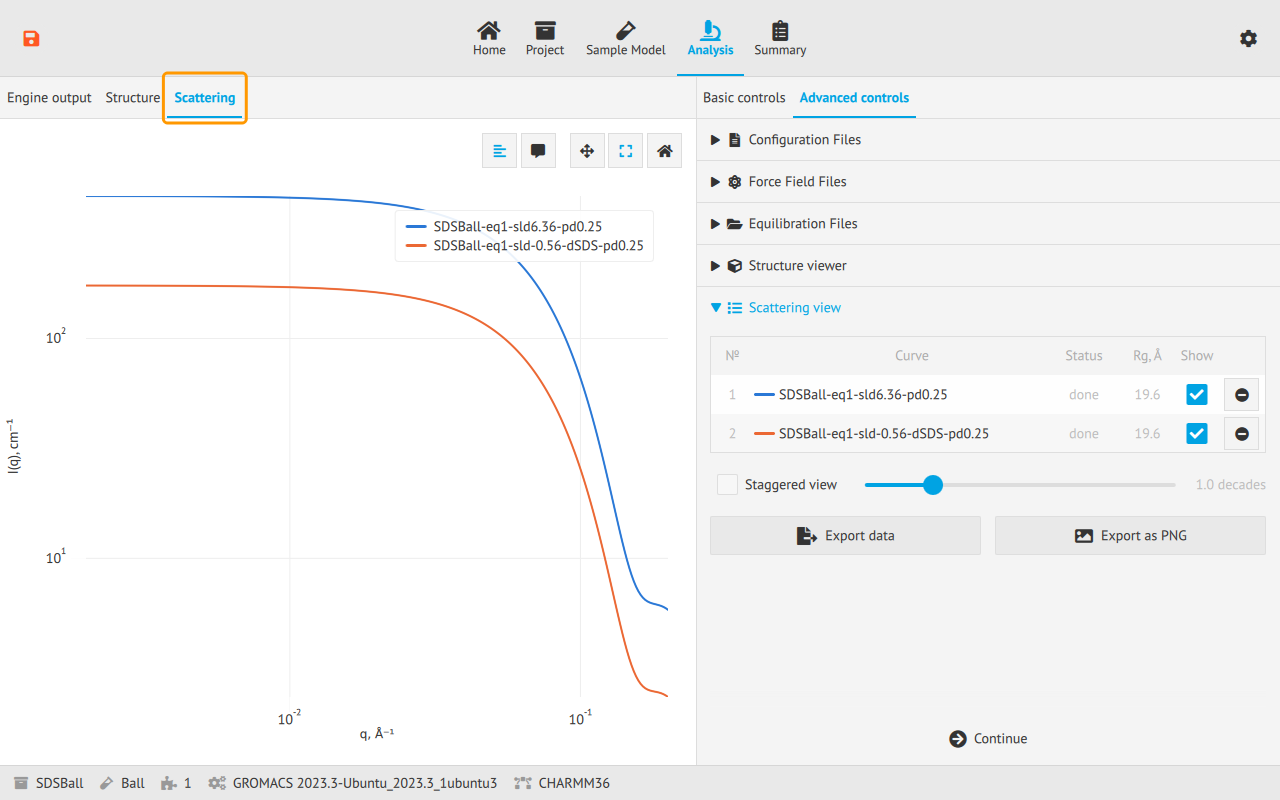 Home Project Sample Model Analysis Summary
Engine output Structure Scattering
Basic controls Advanced controls
SDSBall-eq1-sld6.36-pd0.25
SDSBall-eq1-sld-0.56-dSDS-pd0.25
10²
10¹
I(q), cm⁻¹
10⁻² 10⁻¹
q, Å⁻¹
Configuration Files
Force Field Files
Equilibration Files
Structure viewer
Scattering view
Nº Curve Status Rg, Å Show
1 SDSBall-eq1-sld6.36-pd0.25 done 19.6
2 SDSBall-eq1-sld-0.56-dSDS-pd0.25 done 19.6
Staggered view 1.0 decades
Export data Export as PNG
Continue
SDSBall Ball 1 GROMACS 2023.3-Ubuntu_2023.3_1ubuntu3 CHARMM36